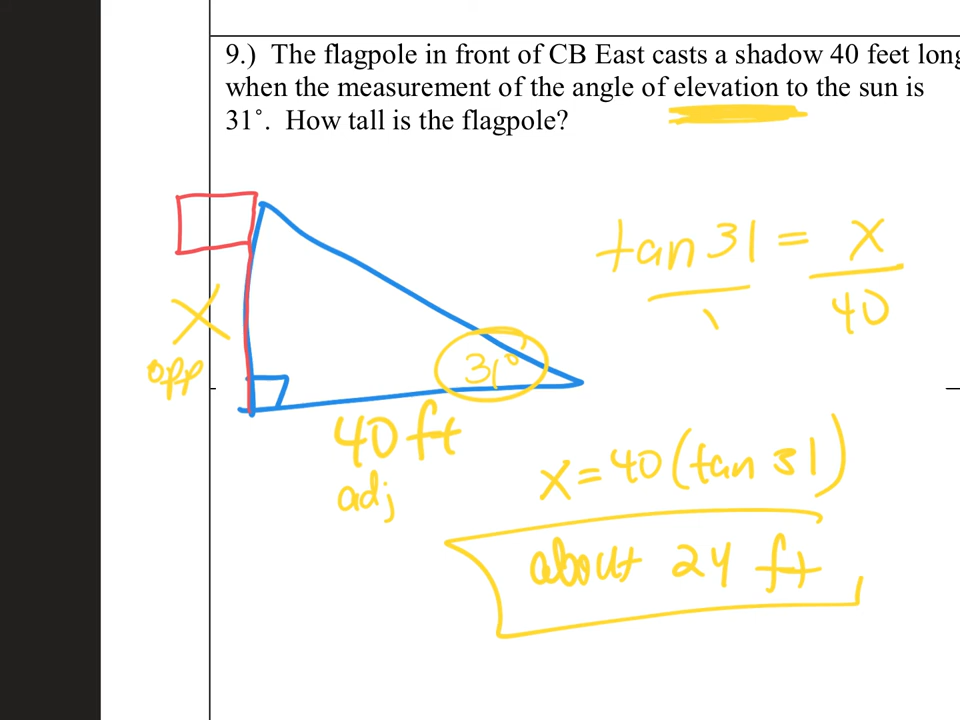 9.) The flagpole in front of CB East casts a shadow 40 feet long
when the measurement of the angle of elevation to the sun is
31˚. How tall is the flagpole?
tan 31 = x
1 40
x
opp
31°
40 ft
adj
x = 40 (tan 31)
about 24 ft